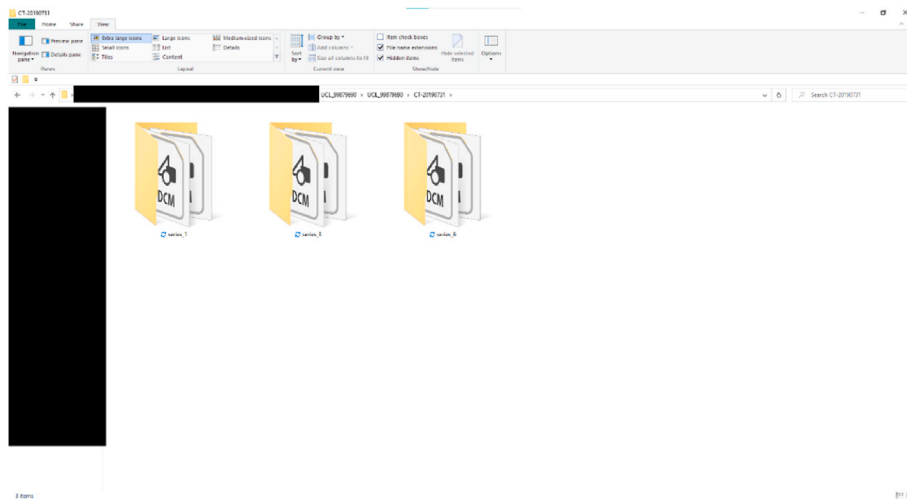 CT-20190731
File Home Share View
Navigation pane
Preview pane
Details pane
Panes
Extra large icons Large icons Medium-sized icons
Small icons List Details
Tiles Content
Layout
Sort by
Group by
Add columns
Size all columns to fit
Current view
Item check boxes
File name extensions
Hidden items
Hide selected items
Show/hide
Options
UCL_99879690 > UCL_99879690 > CT-20190731 >
Search CT-20190731
DCM DCM DCM
series_1 series_6
3 items